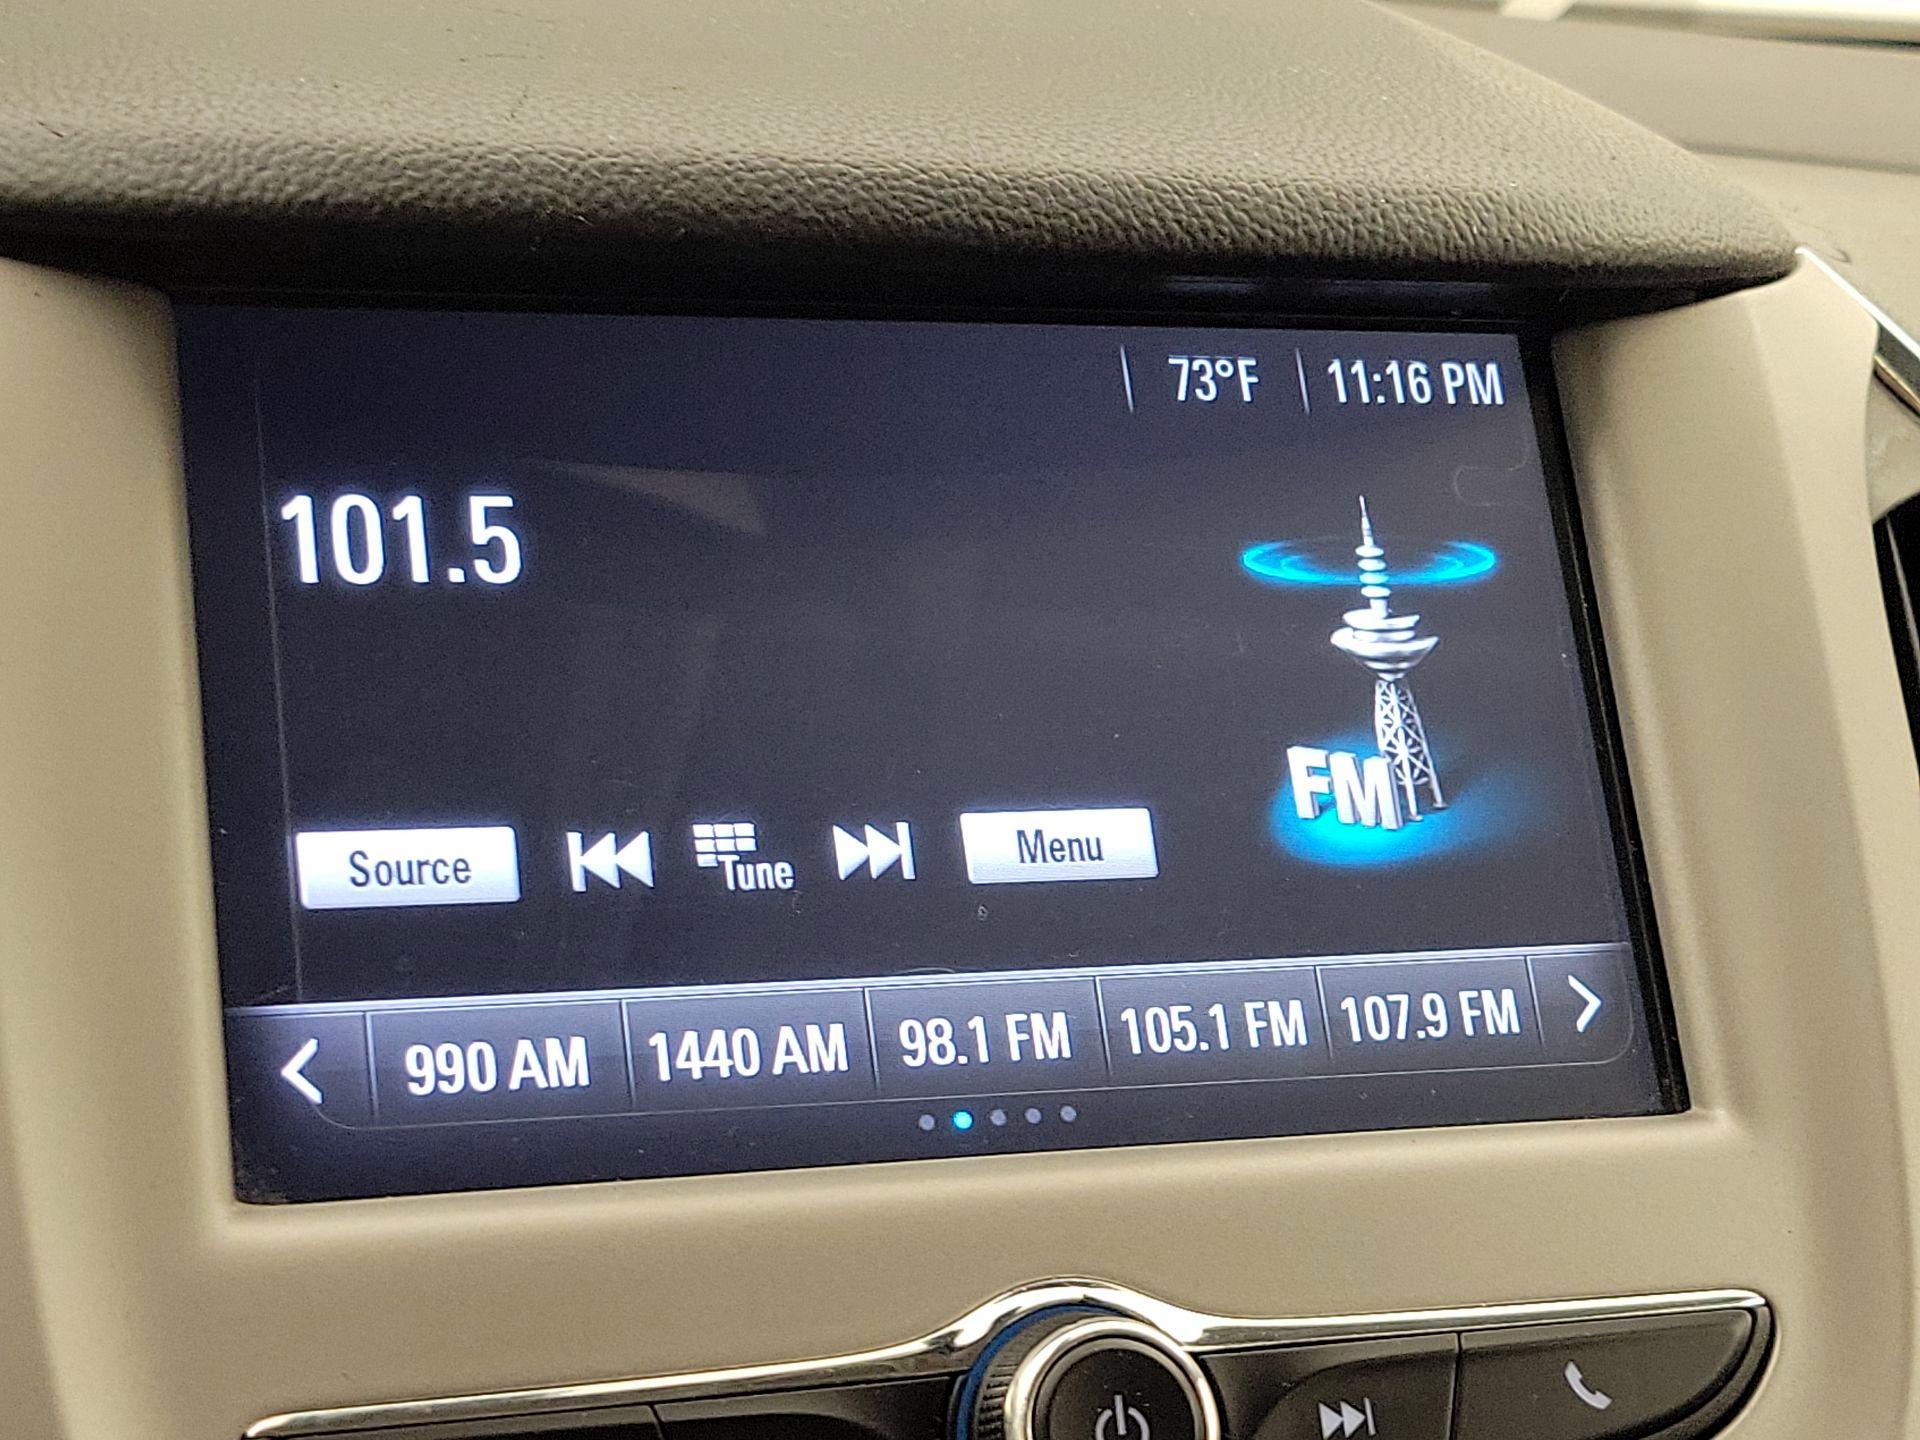 73°F 11:16 PM
101.5
FM
Source Tune Menu
990 AM 1440 AM 98.1 FM 105.1 FM 107.9 FM